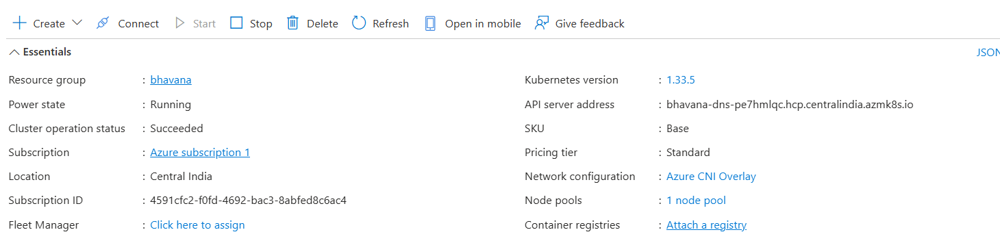 Create Connect Start Stop Delete Refresh Open in mobile Give feedback
Essentials JSON
Resource group : bhavana Kubernetes version : 1.33.5
Power state : Running API server address : bhavana-dns-pe7hmlqc.hcp.centralindia.azmk8s.io
Cluster operation status : Succeeded SKU : Base
Subscription : Azure subscription 1 Pricing tier : Standard
Location : Central India Network configuration : Azure CNI Overlay
Subscription ID : 4591cfc2-f0fd-4692-bac3-8abfed8c6ac4 Node pools : 1 node pool
Fleet Manager : Click here to assign Container registries : Attach a registry